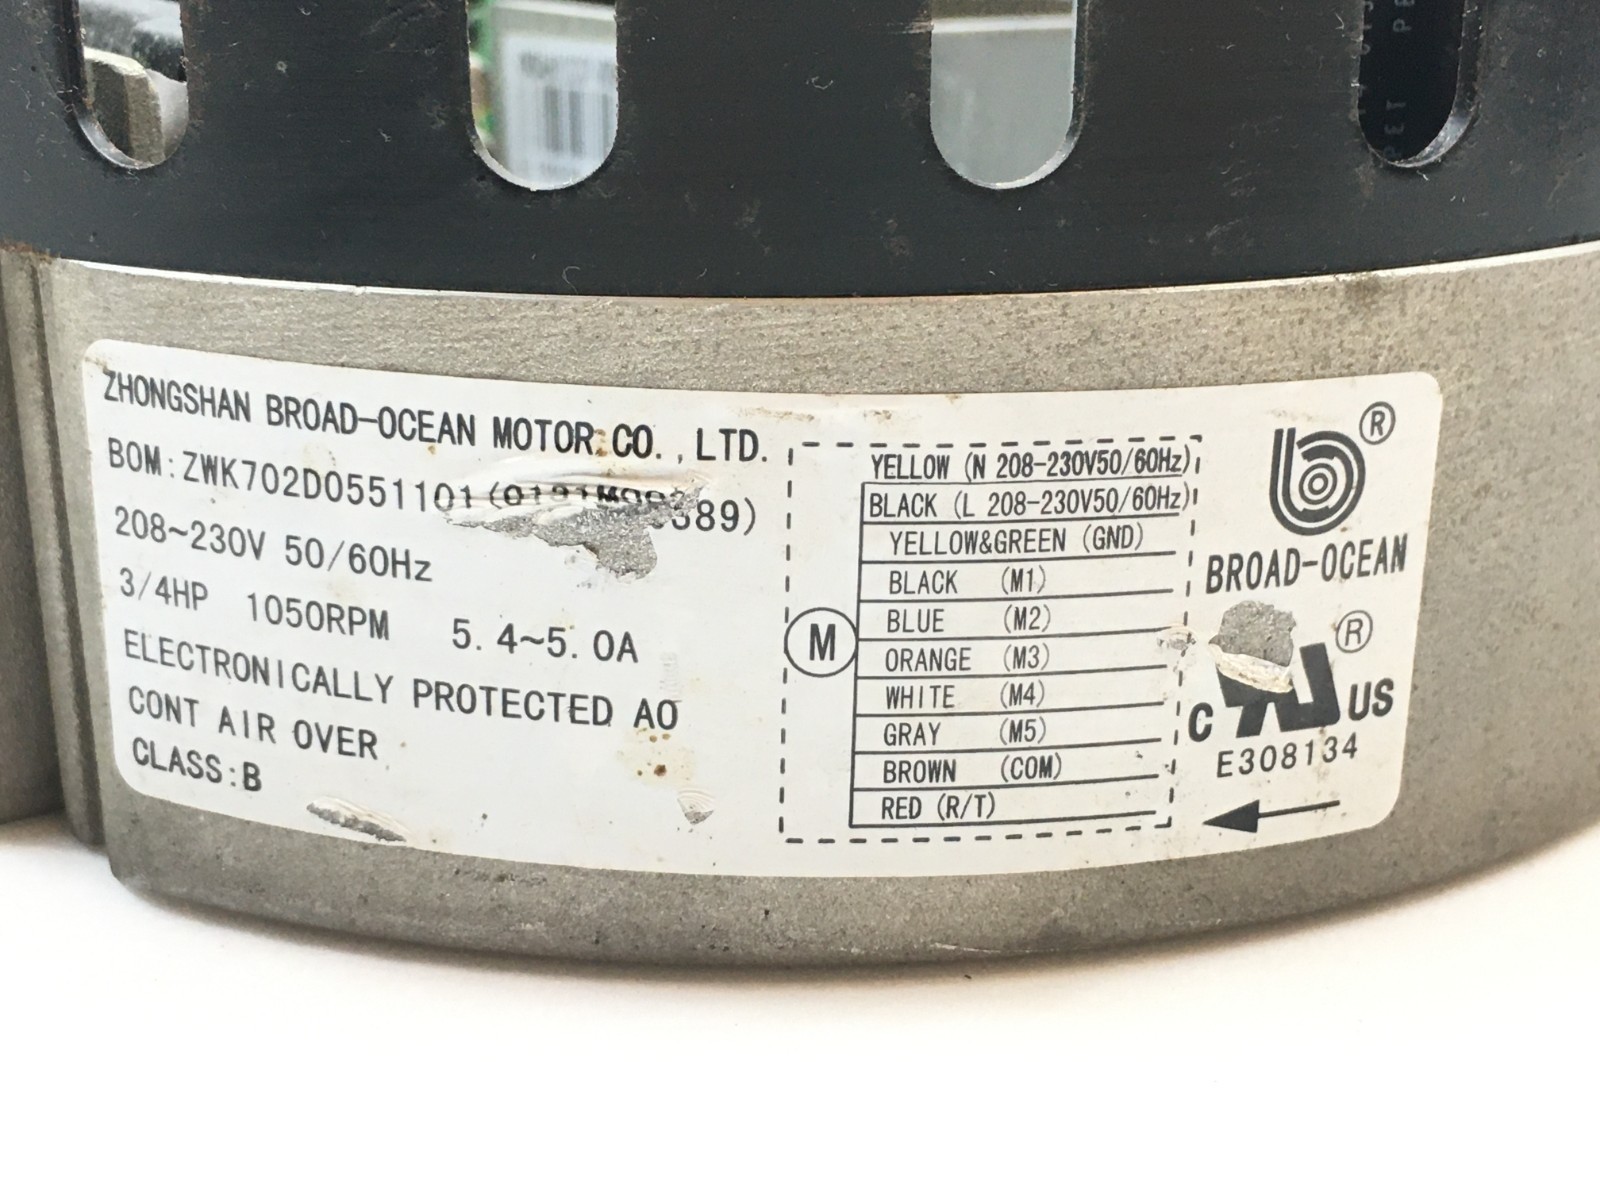 ZHONGSHAN BROAD-OCEAN MOTOR CO., LTD.
BOM:ZWK702D0551101
208~230V 50/60Hz
3/4HP 1050RPM 5.4~5.0A
ELECTRONICALLY PROTECTED AO
CONT AIR OVER
CLASS:B
M
YELLOW (N 208-230V50/60Hz)
BLACK (L 208-230V50/60Hz)
YELLOW&GREEN (GND)
BLACK (M1)
BLUE (M2)
ORANGE (M3)
WHITE (M4)
GRAY (M5)
BROWN (COM)
RED (R/T)
®
BROAD-OCEAN
®
C US
E308134